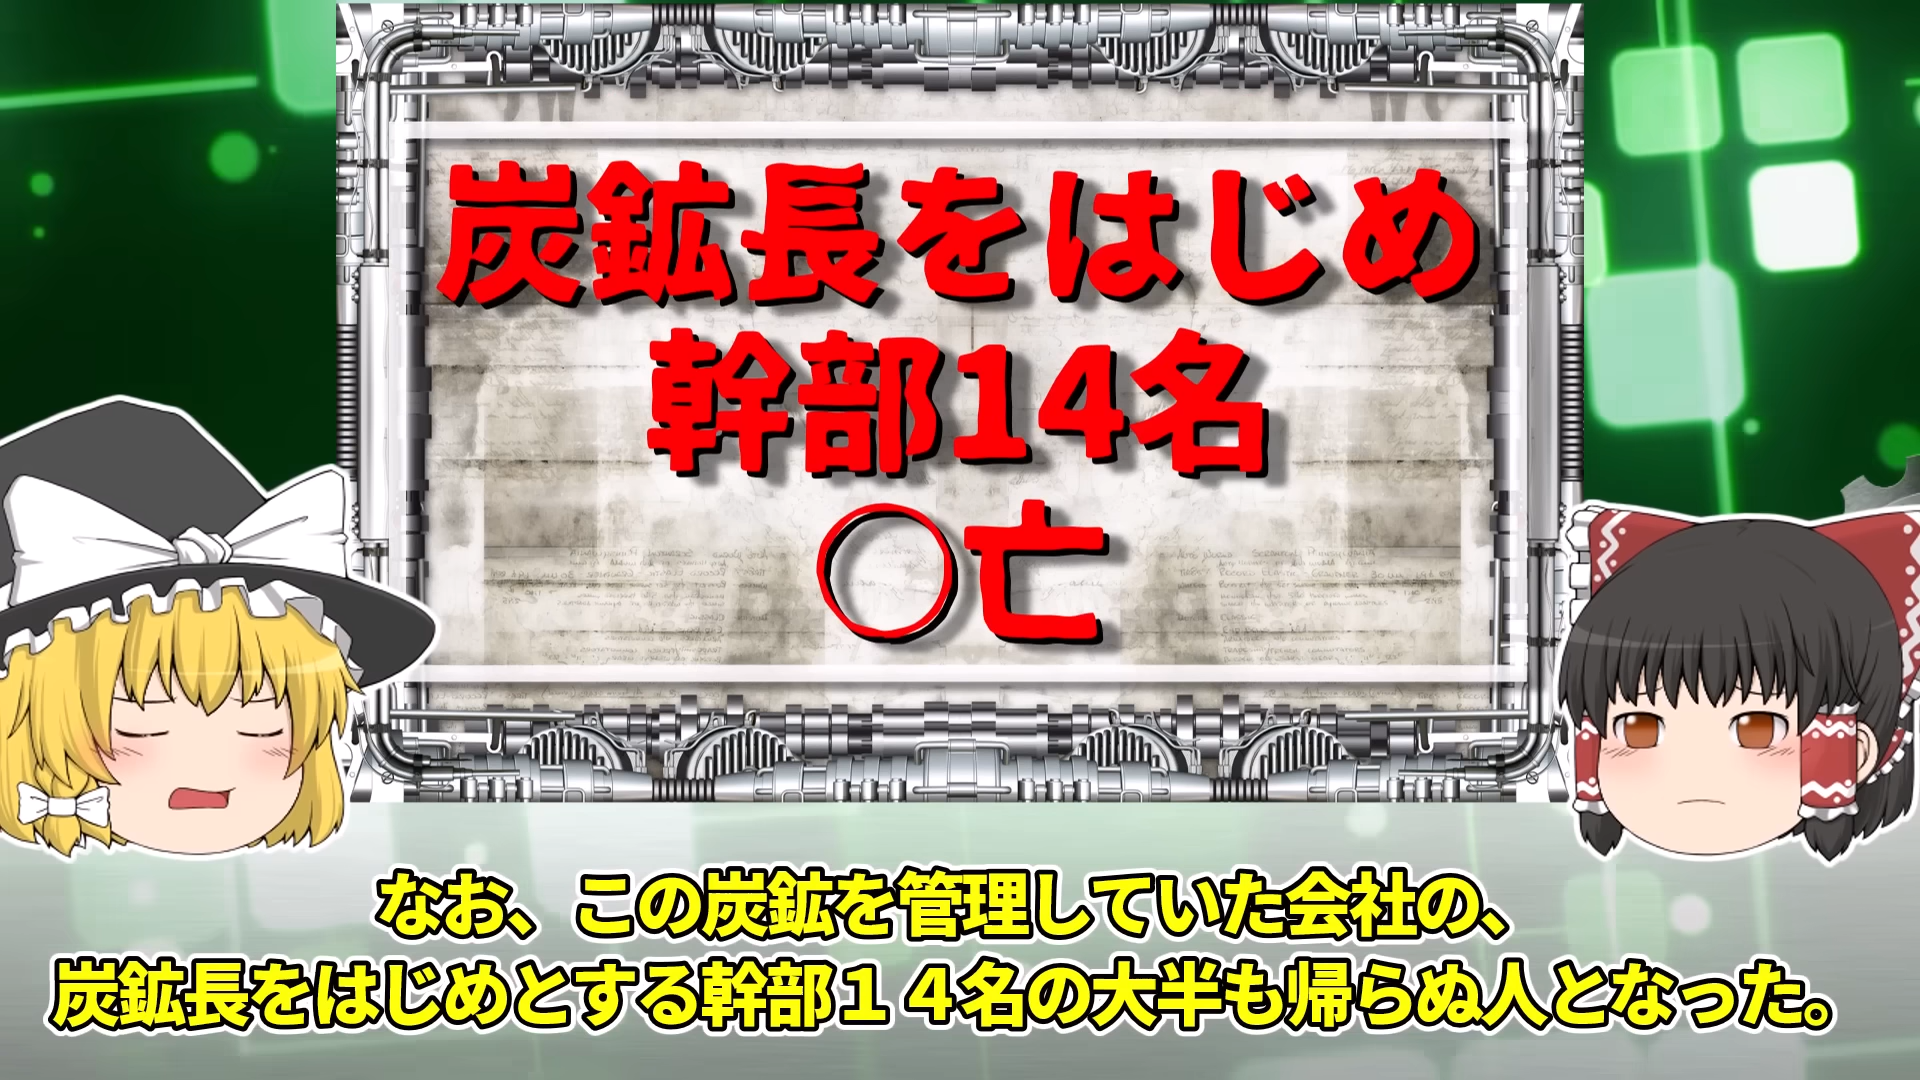 炭鉱長をはじめ
幹部14名
〇亡
なお、この炭鉱を管理していた会社の、
炭鉱長をはじめとする幹部１４名の大半も帰らぬ人となった。